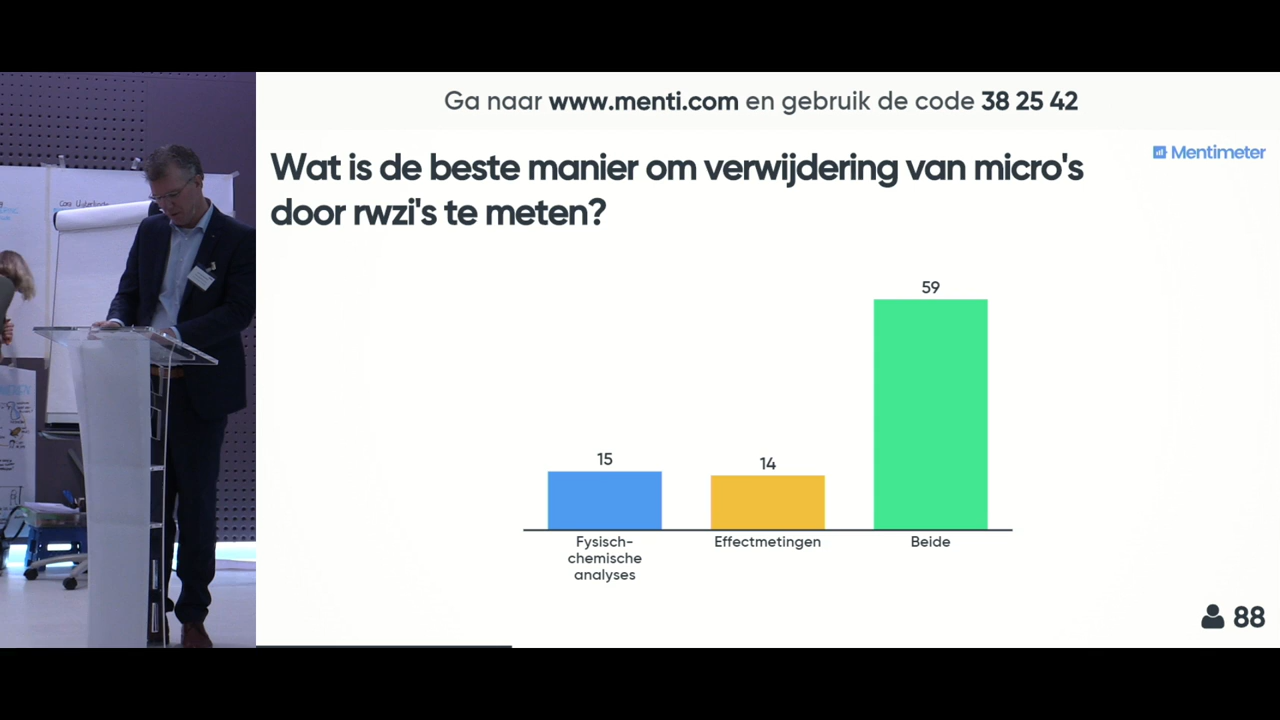 Ga naar www.menti.com en gebruik de code 38 25 42
Mentimeter
Wat is de beste manier om verwijdering van micro's
door rwzi's te meten?
15
14
59
Fysisch-
chemische
analyses
Effectmetingen
Beide
88